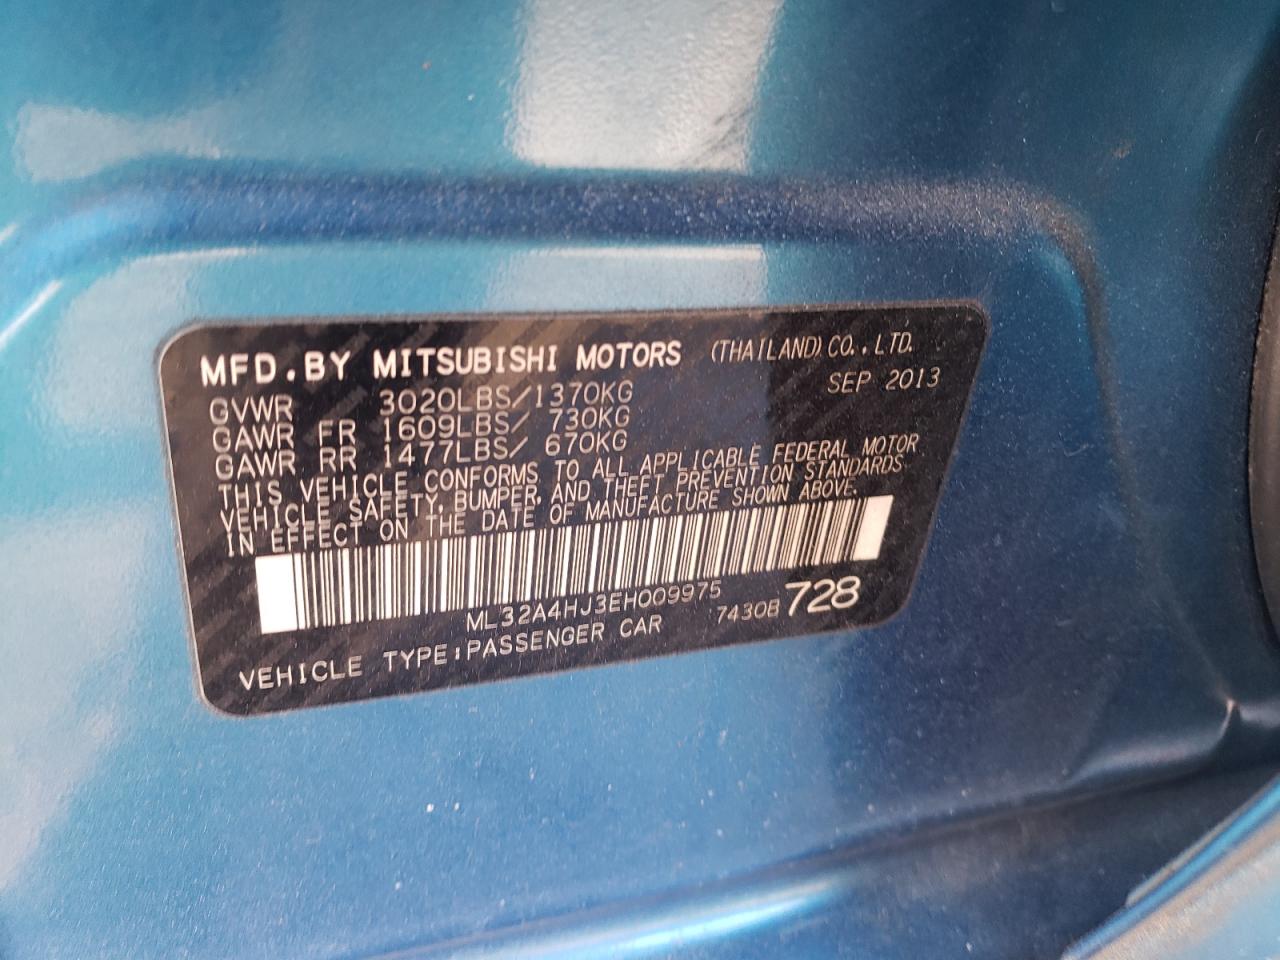 MFD.BY MITSUBISHI MOTORS (THAILAND) CO.,LTD.
SEP 2013
GVWR 3020LBS/1370KG
GAWR FR 1609LBS/ 730KG
GAWR RR 1477LBS/ 670KG
THIS VEHICLE CONFORMS TO ALL APPLICABLE FEDERAL MOTOR
VEHICLE SAFETY, BUMPER, AND THEFT PREVENTION STANDARDS
IN EFFECT ON THE DATE OF MANUFACTURE SHOWN ABOVE.
ML32A4HJ3EH009975
7430B 728
VEHICLE TYPE:PASSENGER CAR